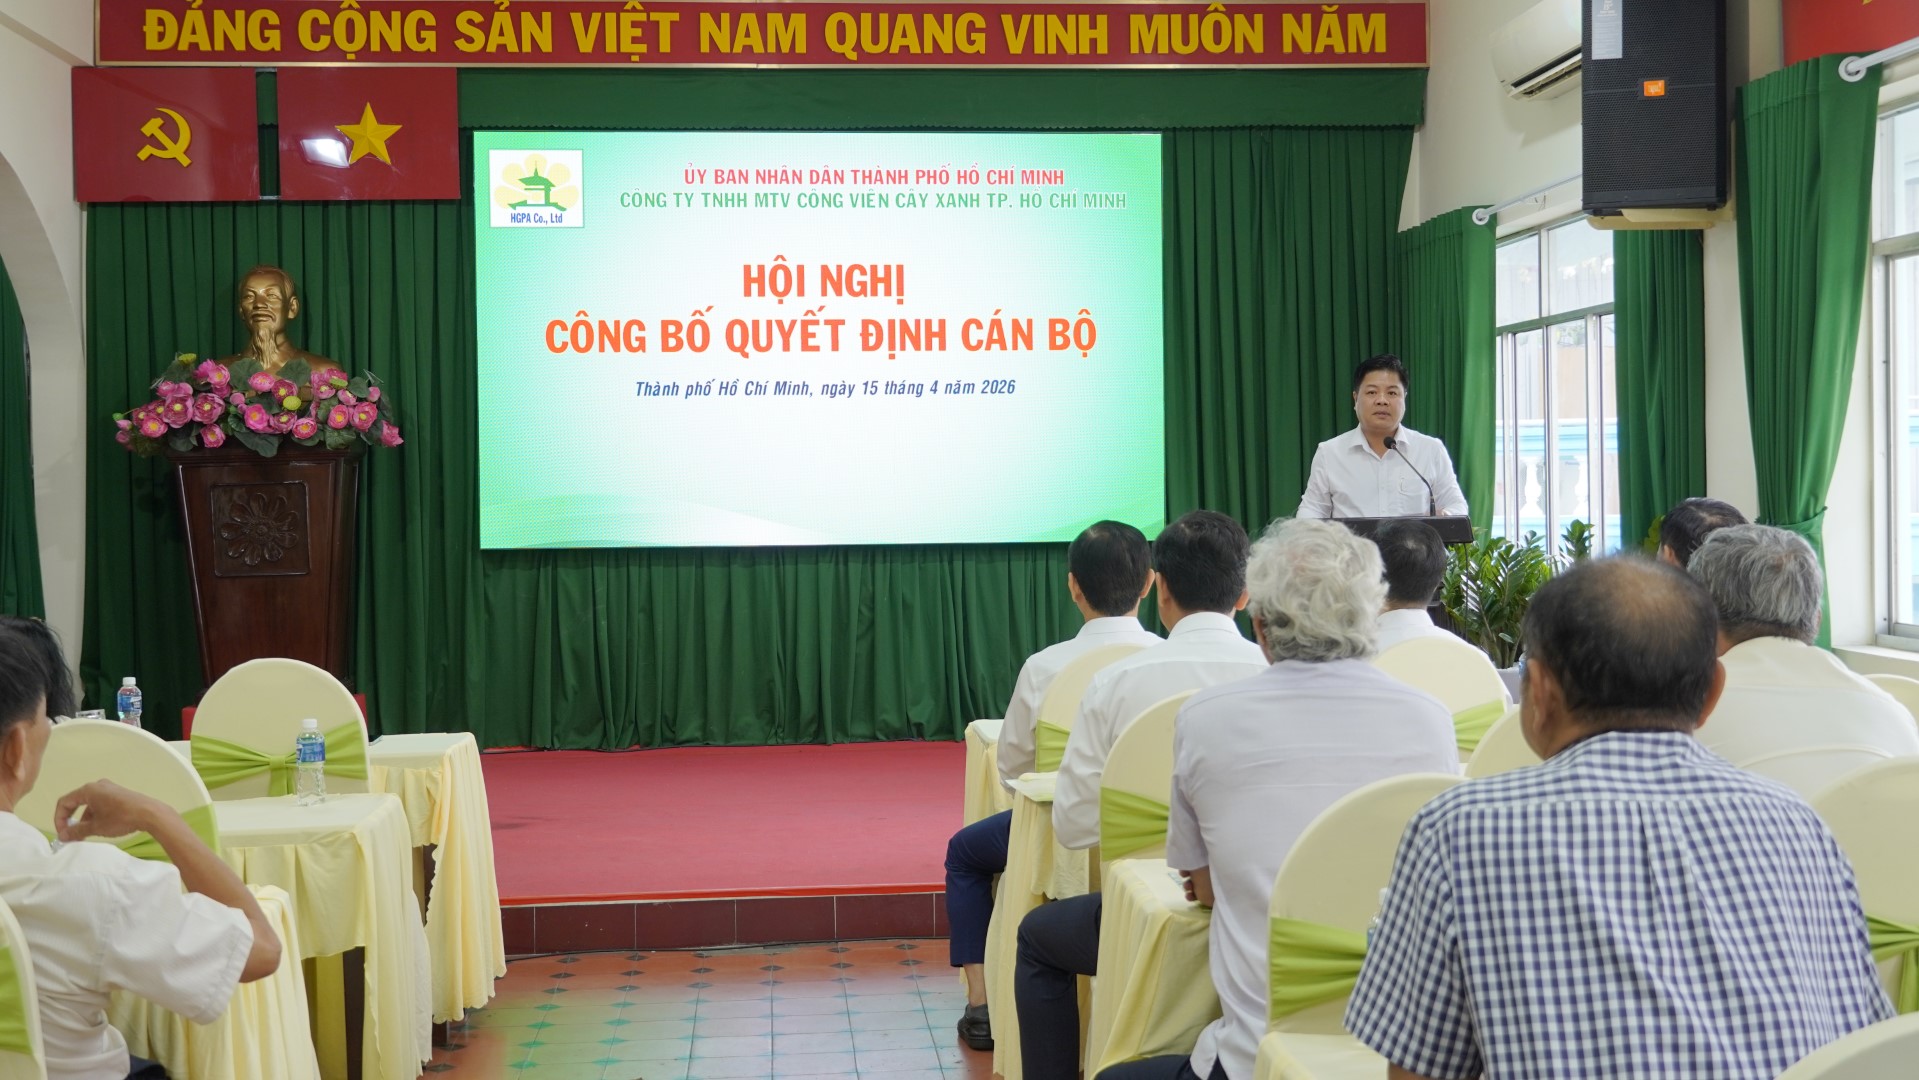 ĐẢNG CỘNG SẢN VIỆT NAM QUANG VINH MUÔN NĂM
HGPA Co., Ltd
ỦY BAN NHÂN DÂN THÀNH PHỐ HỒ CHÍ MINH
CÔNG TY TNHH MTV CÔNG VIÊN CÂY XANH TP. HỒ CHÍ MINH
HỘI NGHỊ
CÔNG BỐ QUYẾT ĐỊNH CÁN BỘ
Thành phố Hồ Chí Minh, ngày 15 tháng 4 năm 2026